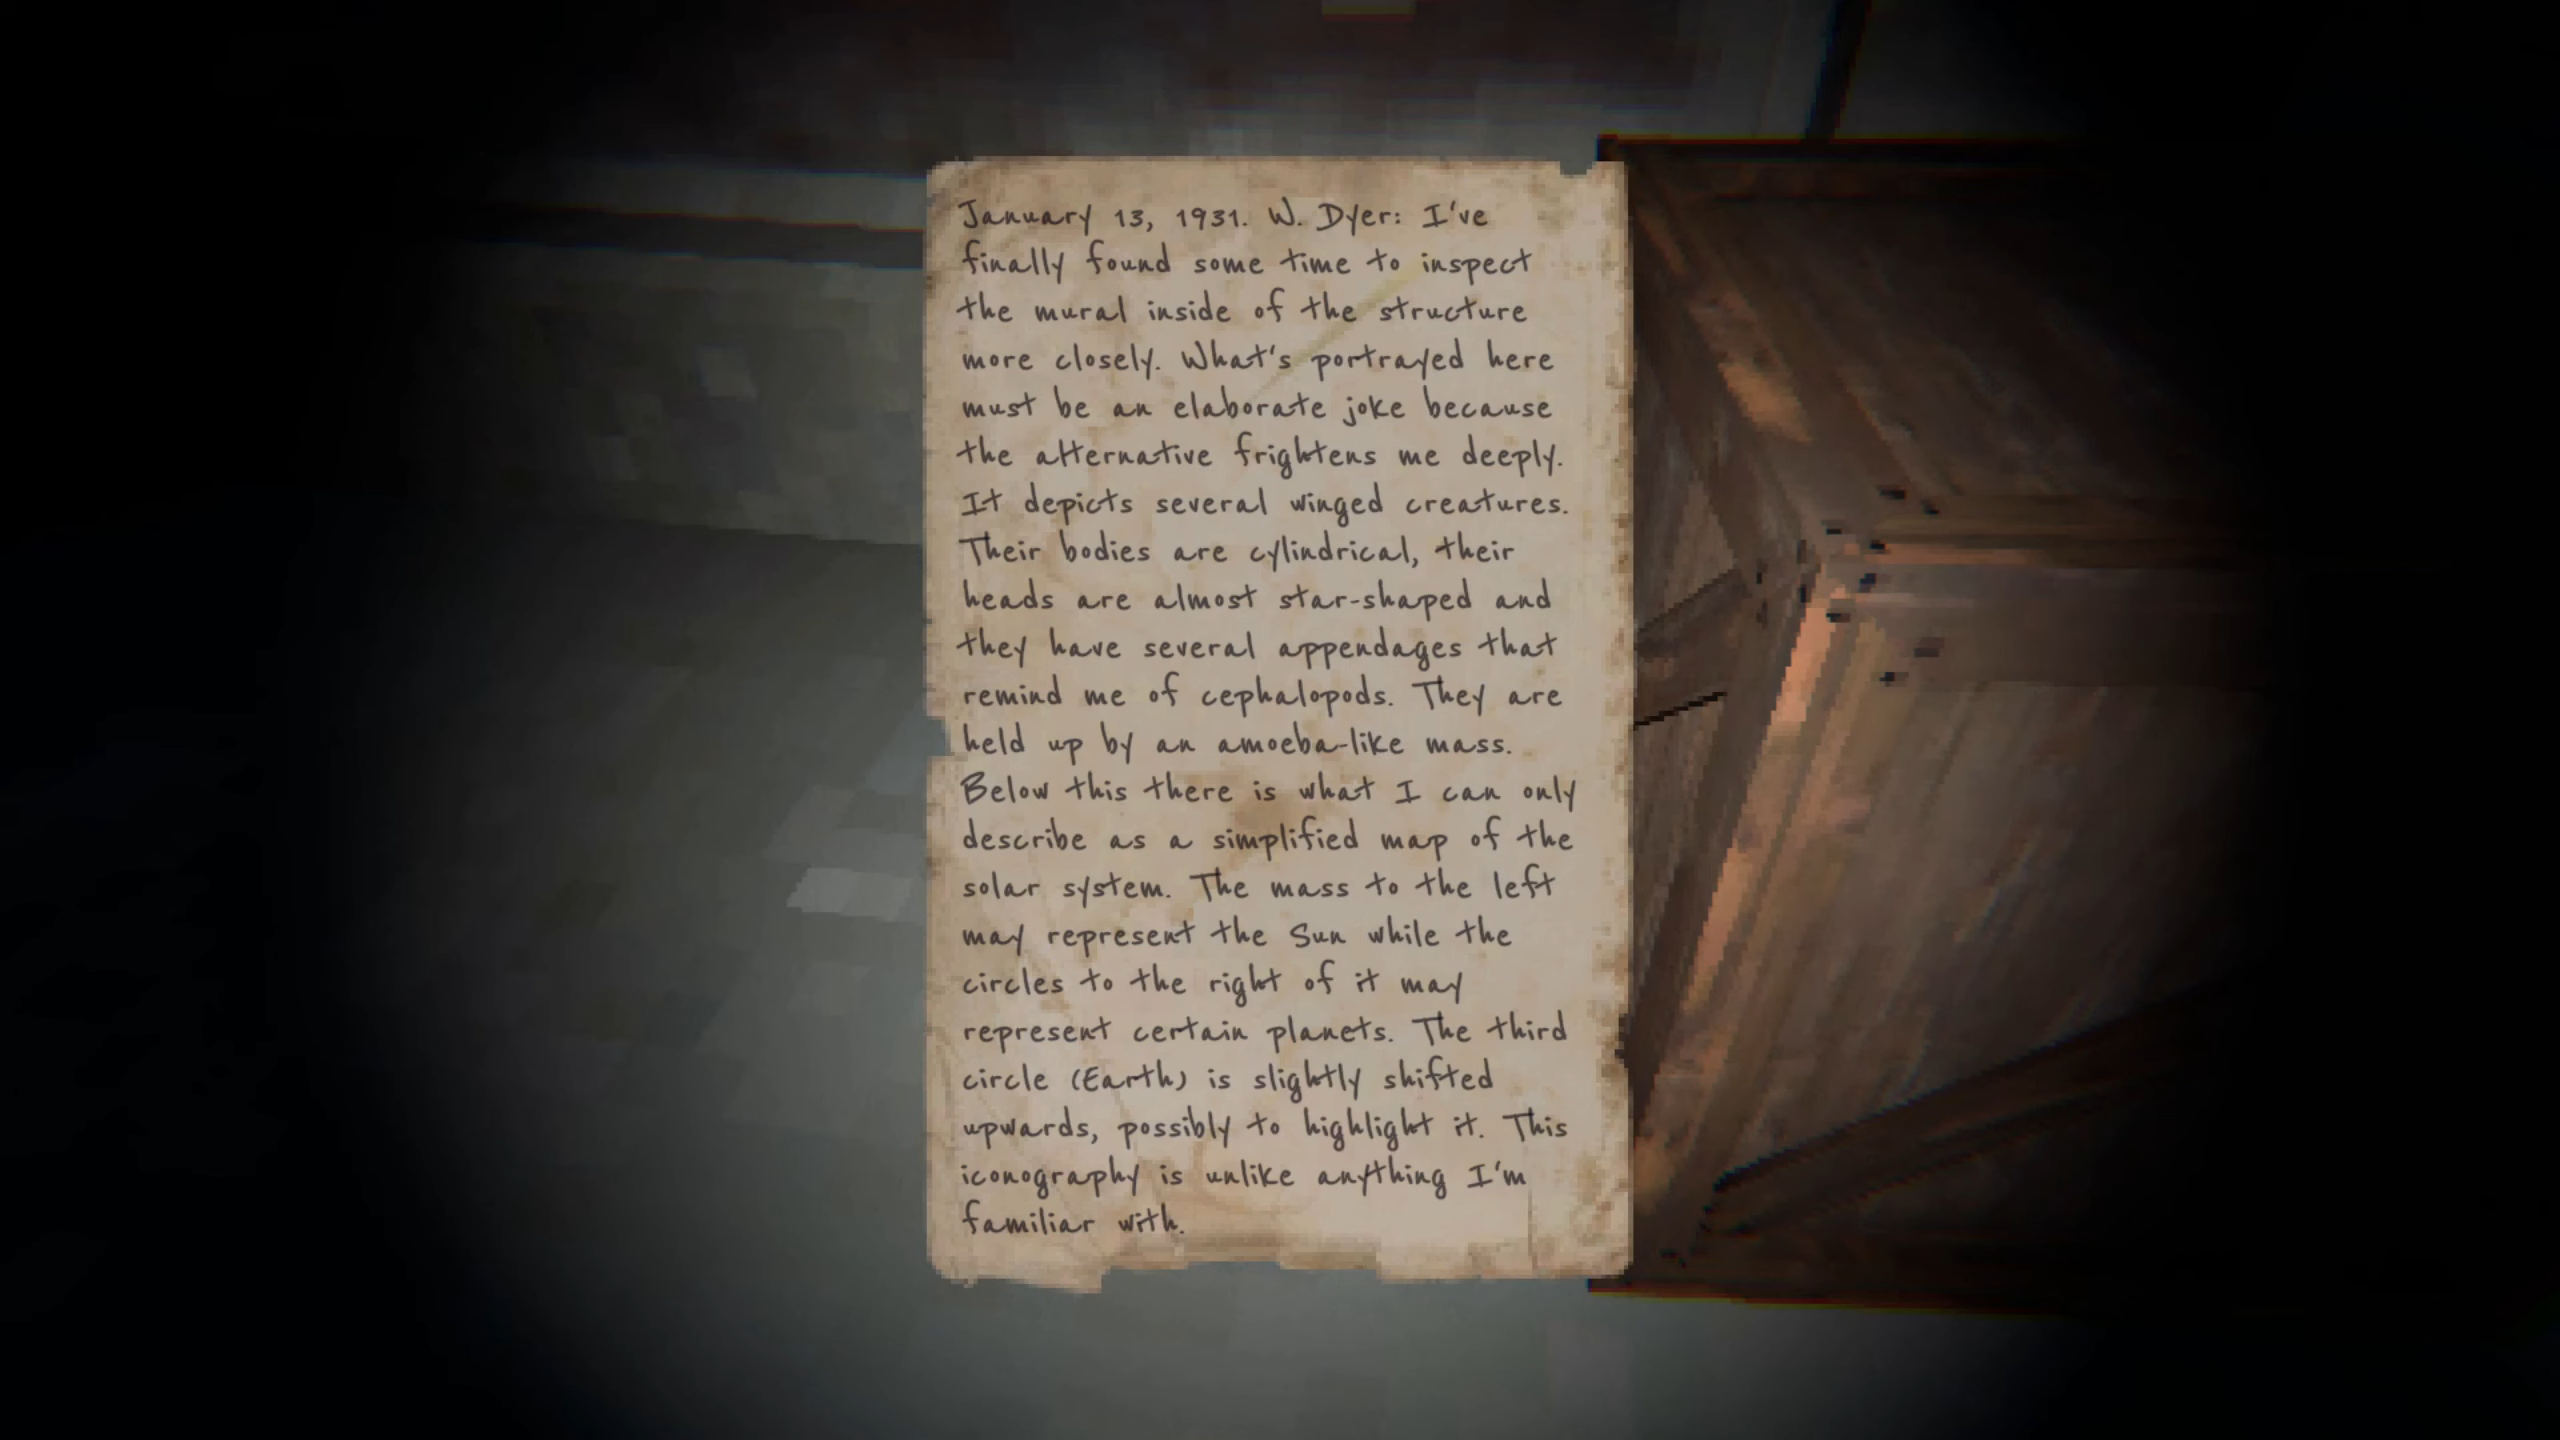 January 13, 1931. W. Dyer: I've
finally found some time to inspect
the mural inside of the structure
more closely. What's portrayed here
must be an elaborate joke because
the alternative frightens me deeply.
It depicts several winged creatures.
Their bodies are cylindrical, their
heads are almost star-shaped and
they have several appendages that
remind me of cephalopods. They are
held up by an amoeba-like mass.
Below this there is what I can only
describe as a simplified map of the
solar system. The mass to the left
may represent the Sun while the
circles to the right of it may
represent certain planets. The third
circle (Earth) is slightly shifted
upwards, possibly to highlight it. This
iconography is unlike anything I'm
familiar with.